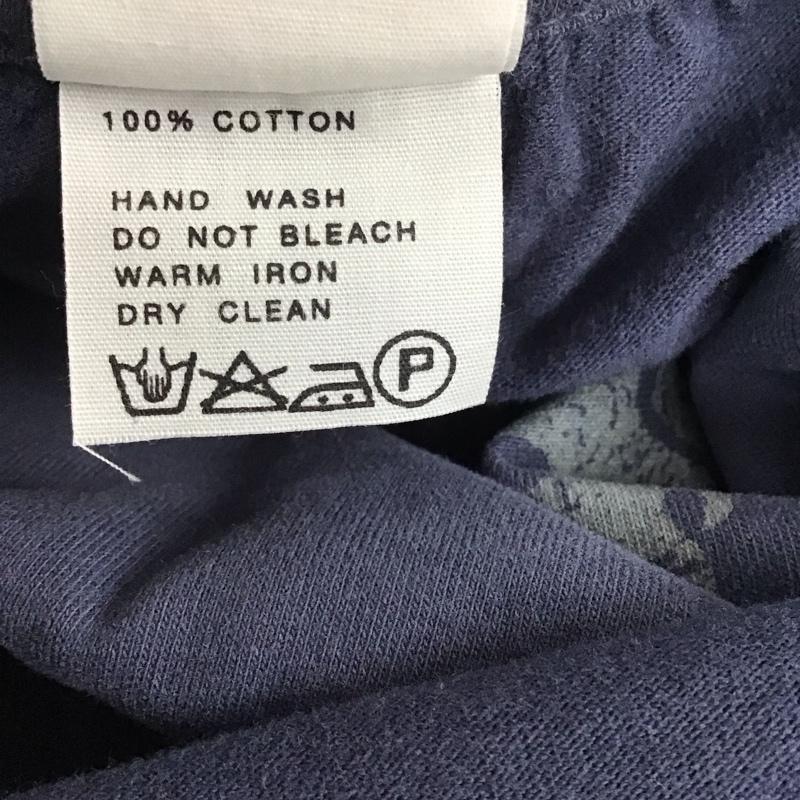 100% COTTON
HAND WASH
DO NOT BLEACH
WARM IRON
DRY CLEAN
P